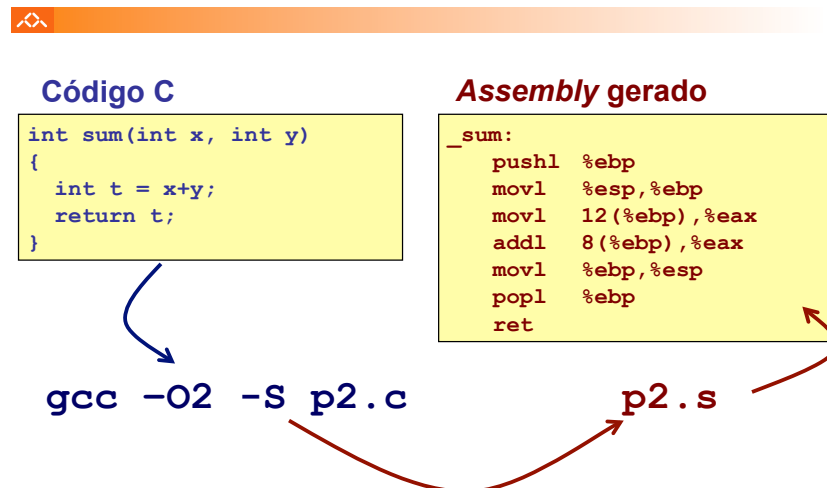 Código C
int sum(int x, int y)
{
int t = x+y;
return t;
}
Assembly gerado
_sum:
pushl %ebp
movl %esp,%ebp
movl 12(%ebp),%eax
addl 8(%ebp),%eax
movl %ebp,%esp
popl %ebp
ret
gcc –O2 -S p2.c
p2.s